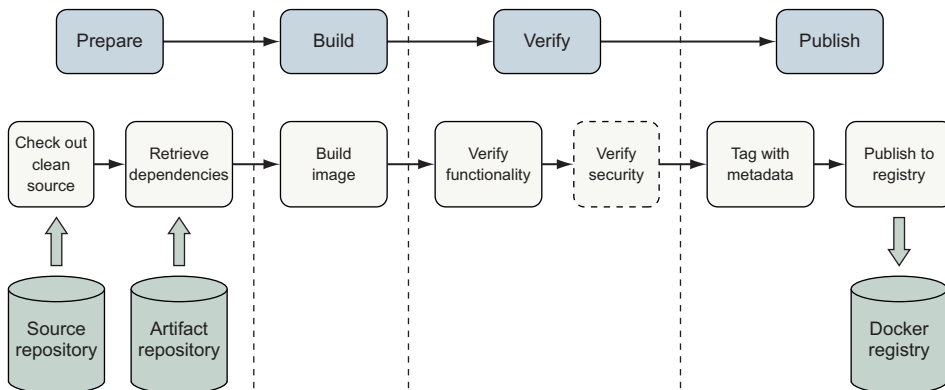 Prepare
Build
Verify
Publish
Check out
clean
source
Retrieve
dependencies
Build
image
Verify
functionality
Verify
security
Tag with
metadata
Publish to
registry
Source
repository
Artifact
repository
Docker
registry